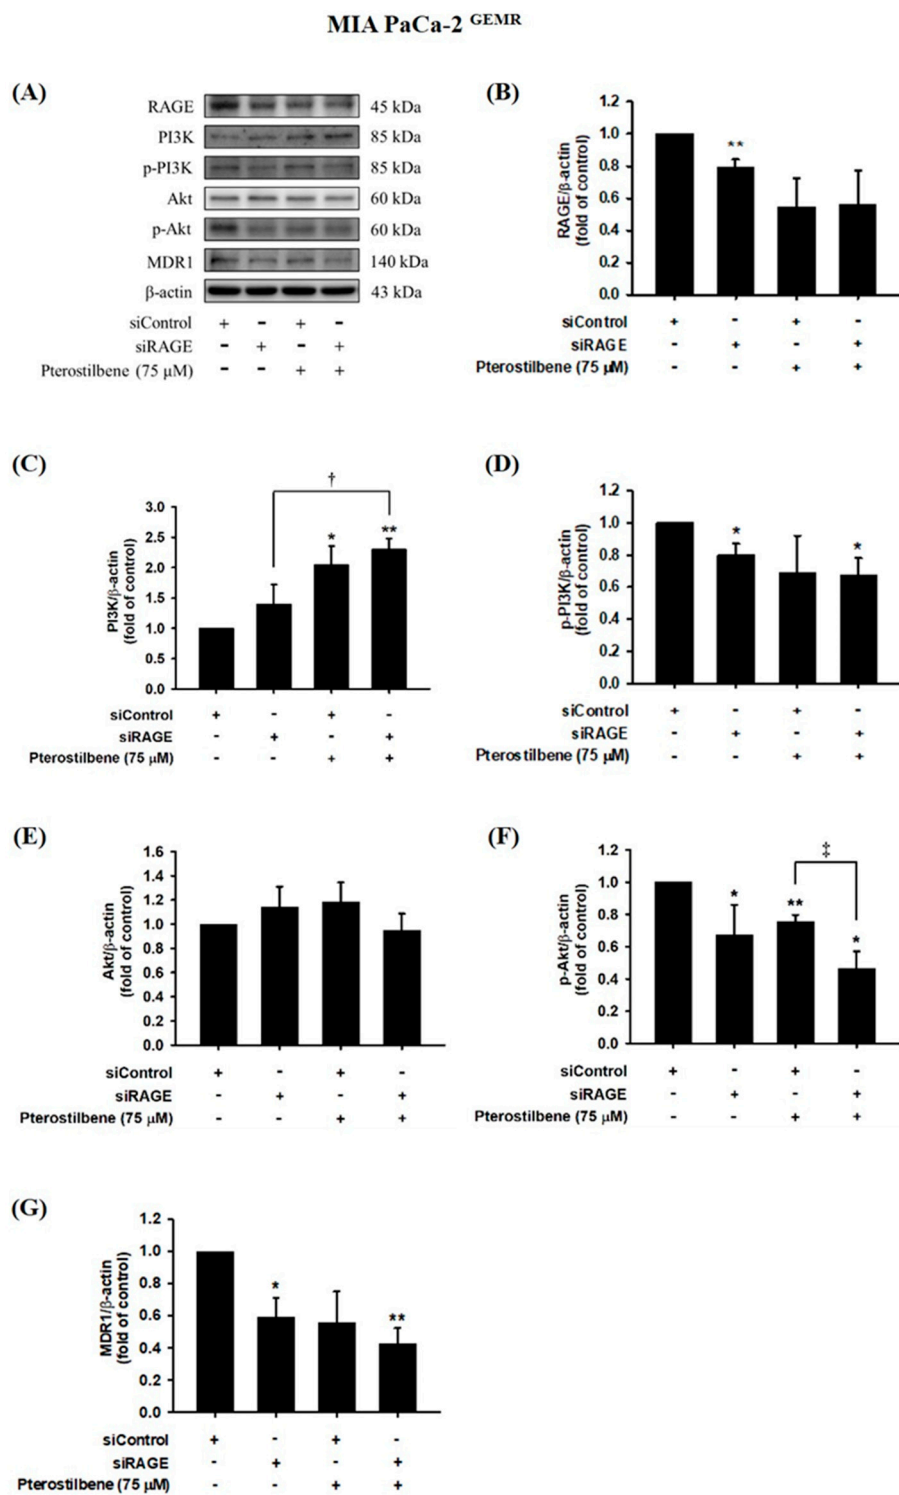 MIA PaCa-2 GEMR
(A)
RAGE 45 kDa
PI3K 85 kDa
p-PI3K 85 kDa
Akt 60 kDa
p-Akt 60 kDa
MDR1 140 kDa
β-actin 43 kDa
siControl + - + -
siRAGE - + - +
Pterostilbene (75 μM) - - + +
(B)
RAGE/β-actin
(fold of control)
1.2
1.0
0.8
0.6
0.4
0.2
0.0
**
siControl + - + -
siRAGE - + - +
Pterostilbene (75 μM) - - + +
(C)
PI3K/β-actin
(fold of control)
3.0
2.5
2.0
1.5
1.0
0.5
0.0
†
* **
siControl + - + -
siRAGE - + - +
Pterostilbene (75 μM) - - + +
(D)
p-PI3K/β-actin
(fold of control)
1.2
1.0
0.8
0.6
0.4
0.2
0.0
* *
siControl + - + -
siRAGE - + - +
Pterostilbene (75 μM) - - + +
(E)
Akt/β-actin
(fold of control)
1.6
1.4
1.2
1.0
0.8
0.6
0.4
0.2
0.0
siControl + - + -
siRAGE - + - +
Pterostilbene (75 μM) - - + +
(F)
p-Akt/β-actin
(fold of control)
1.2
1.0
0.8
0.6
0.4
0.2
0.0
‡
* ** *
siControl + - + -
siRAGE - + - +
Pterostilbene (75 μM) - - + +
(G)
MDR1/β-actin
(fold of control)
1.2
1.0
0.8
0.6
0.4
0.2
0.0
* **
siControl + - + -
siRAGE - + - +
Pterostilbene (75 μM) - - + +